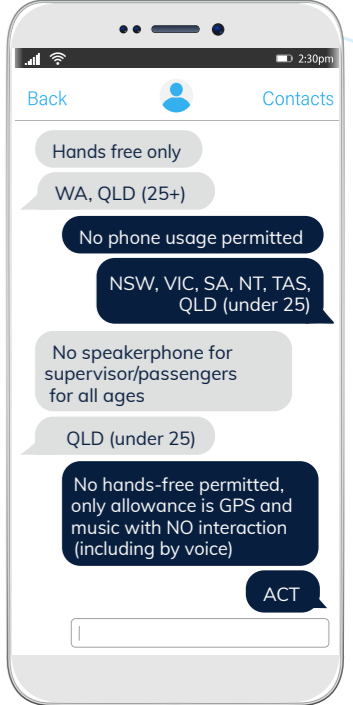 2:30pm
Back
Contacts
Hands free only
WA, QLD (25+)
No phone usage permitted
NSW, VIC, SA, NT, TAS,
QLD (under 25)
No speakerphone for
supervisor/passengers
for all ages
QLD (under 25)
No hands-free permitted,
only allowance is GPS and
music with NO interaction
(including by voice)
ACT